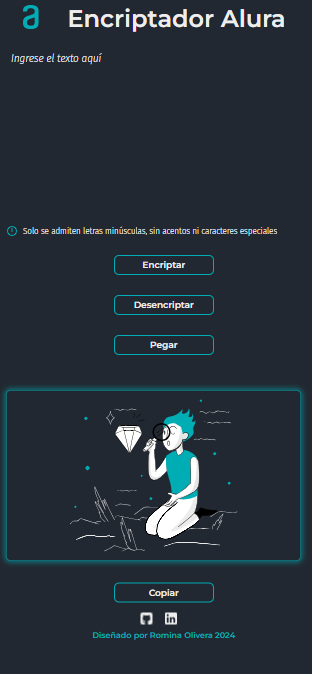 Encriptador Alura
Ingrese el texto aquí
Solo se admiten letras minúsculas, sin acentos ni caracteres especiales
Encriptar
Desencriptar
Pegar
Copiar
Diseñado por Romina Olivera 2024